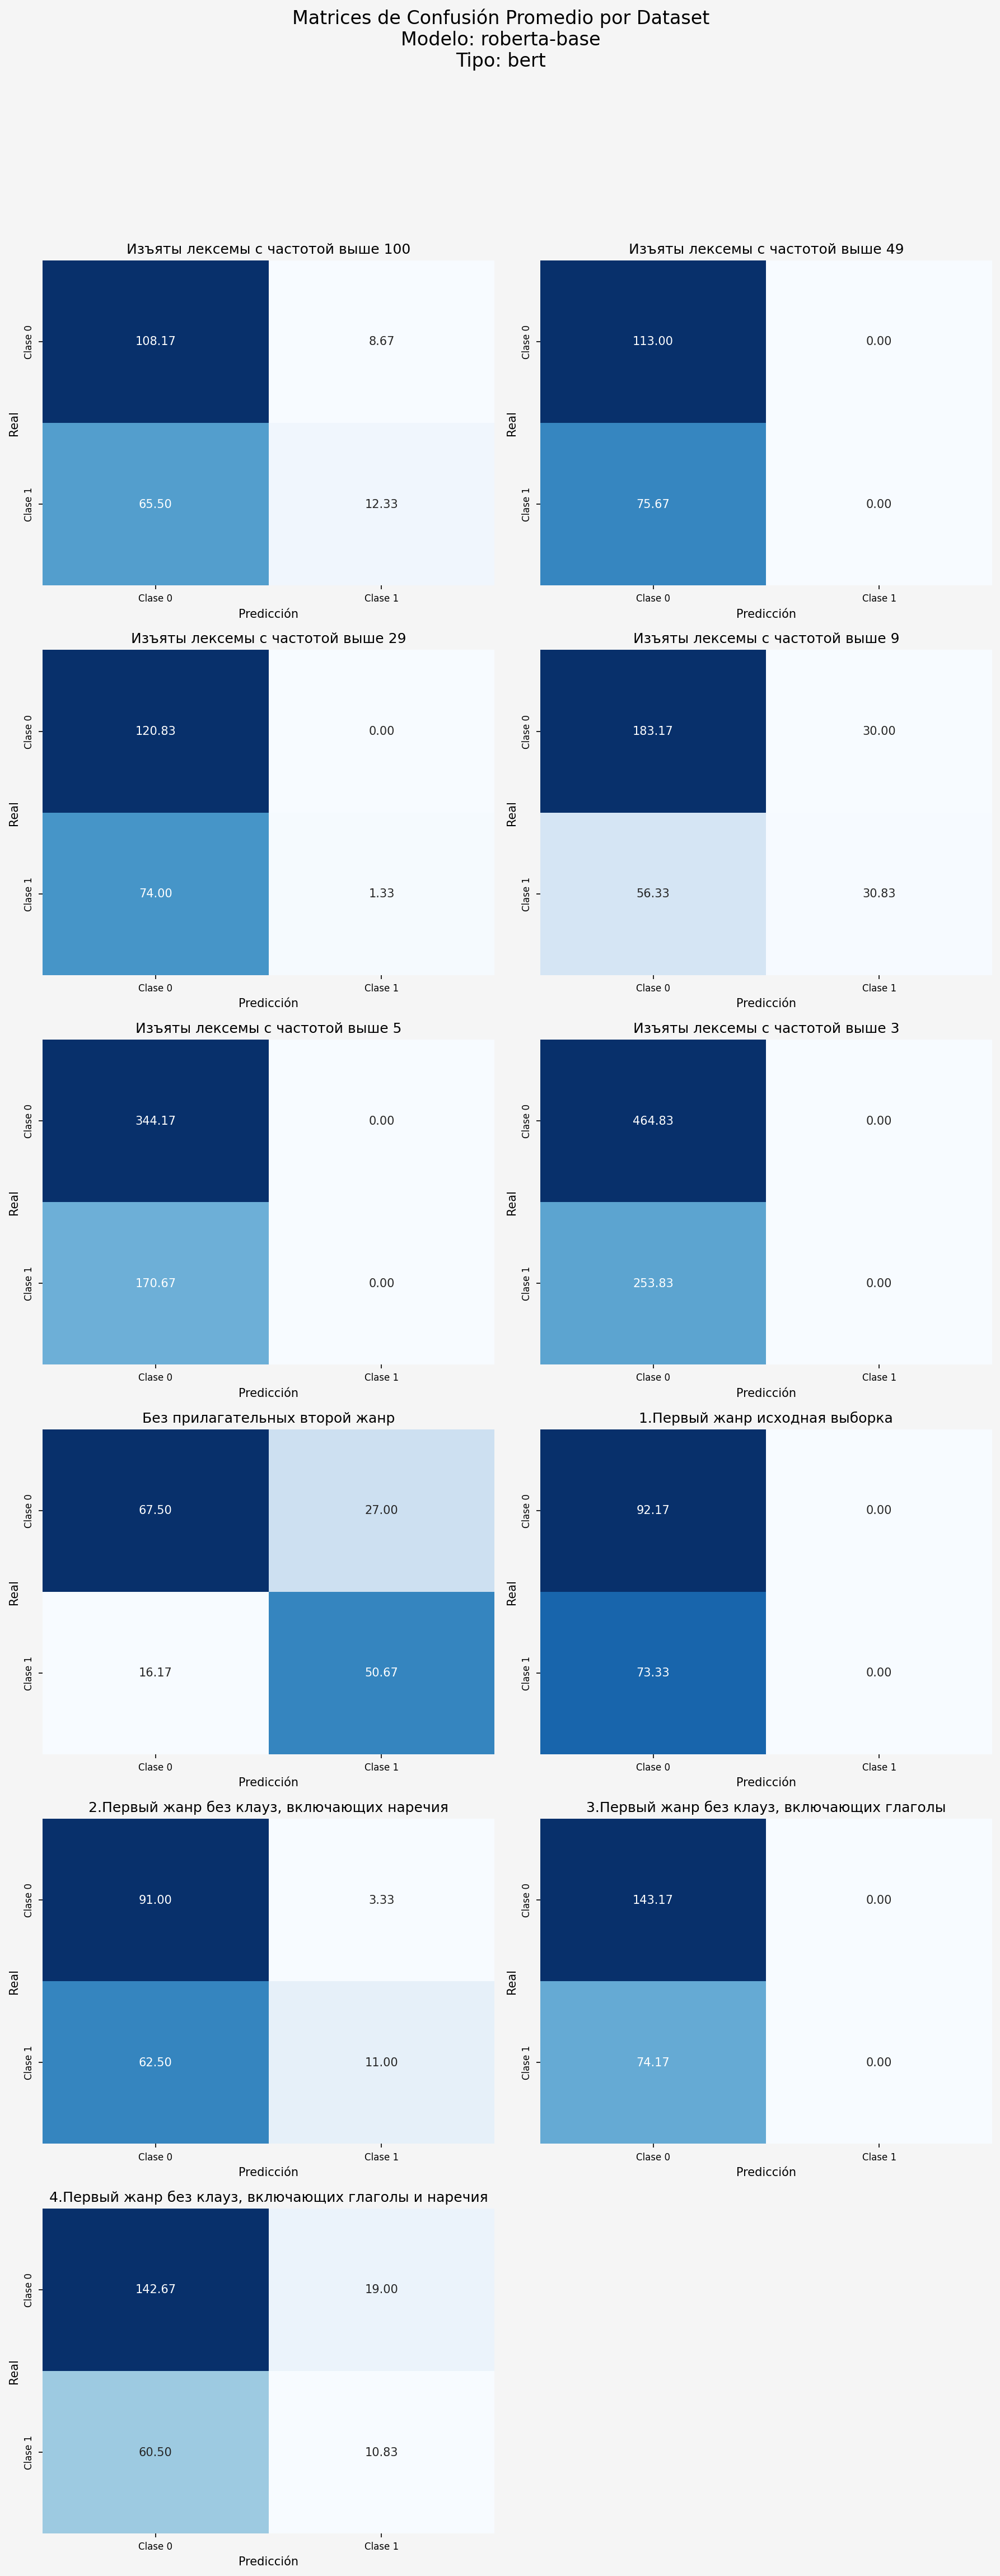 Matrices de Confusión Promedio por Dataset
Modelo: roberta-base
Tipo: bert
Изъяты лексемы с частотой выше 100
Clase 0
108.17
8.67
Real
Clase 1
65.50
12.33
Clase 0
Clase 1
Predicción
Изъяты лексемы с частотой выше 49
Clase 0
113.00
0.00
Real
Clase 1
75.67
0.00
Clase 0
Clase 1
Predicción
Изъяты лексемы с частотой выше 29
Clase 0
120.83
0.00
Real
Clase 1
74.00
1.33
Clase 0
Clase 1
Predicción
Изъяты лексемы с частотой выше 9
Clase 0
183.17
30.00
Real
Clase 1
56.33
30.83
Clase 0
Clase 1
Predicción
Изъяты лексемы с частотой выше 5
Clase 0
344.17
0.00
Real
Clase 1
170.67
0.00
Clase 0
Clase 1
Predicción
Изъяты лексемы с частотой выше 3
Clase 0
464.83
0.00
Real
Clase 1
253.83
0.00
Clase 0
Clase 1
Predicción
Без прилагательных второй жанр
Clase 0
67.50
27.00
Real
Clase 1
16.17
50.67
Clase 0
Clase 1
Predicción
1.Первый жанр исходная выборка
Clase 0
92.17
0.00
Real
Clase 1
73.33
0.00
Clase 0
Clase 1
Predicción
2.Первый жанр без клауз, включающих наречия
Clase 0
91.00
3.33
Real
Clase 1
62.50
11.00
Clase 0
Clase 1
Predicción
3.Первый жанр без клауз, включающих глаголы
Clase 0
143.17
0.00
Real
Clase 1
74.17
0.00
Clase 0
Clase 1
Predicción
4.Первый жанр без клауз, включающих глаголы и наречия
Clase 0
142.67
19.00
Real
Clase 1
60.50
10.83
Clase 0
Clase 1
Predicción